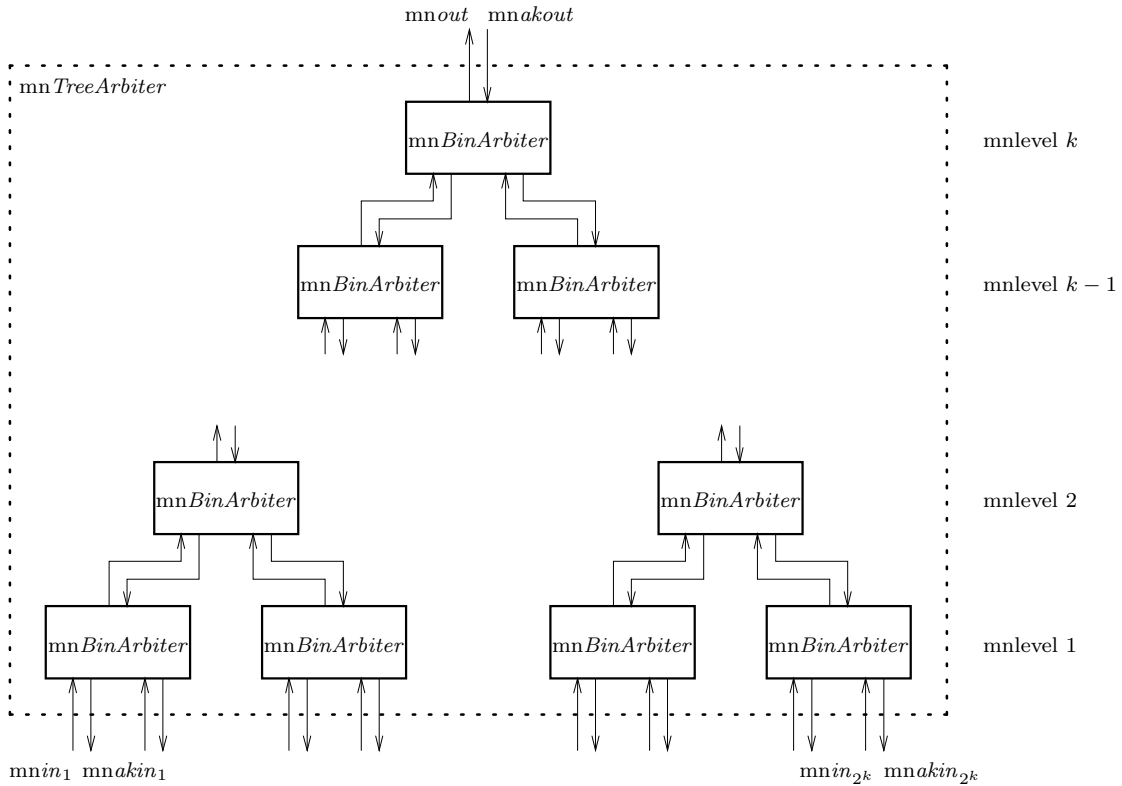 mnout mnakout
mnTreeArbiter
mnBinArbiter mnlevel k
mnBinArbiter mnBinArbiter mnlevel k − 1
mnBinArbiter mnBinArbiter mnlevel 2
mnBinArbiter mnBinArbiter mnBinArbiter mnBinArbiter mnlevel 1
mnin₁ mnakin₁ mnin₂ₖ mnakin₂ₖ